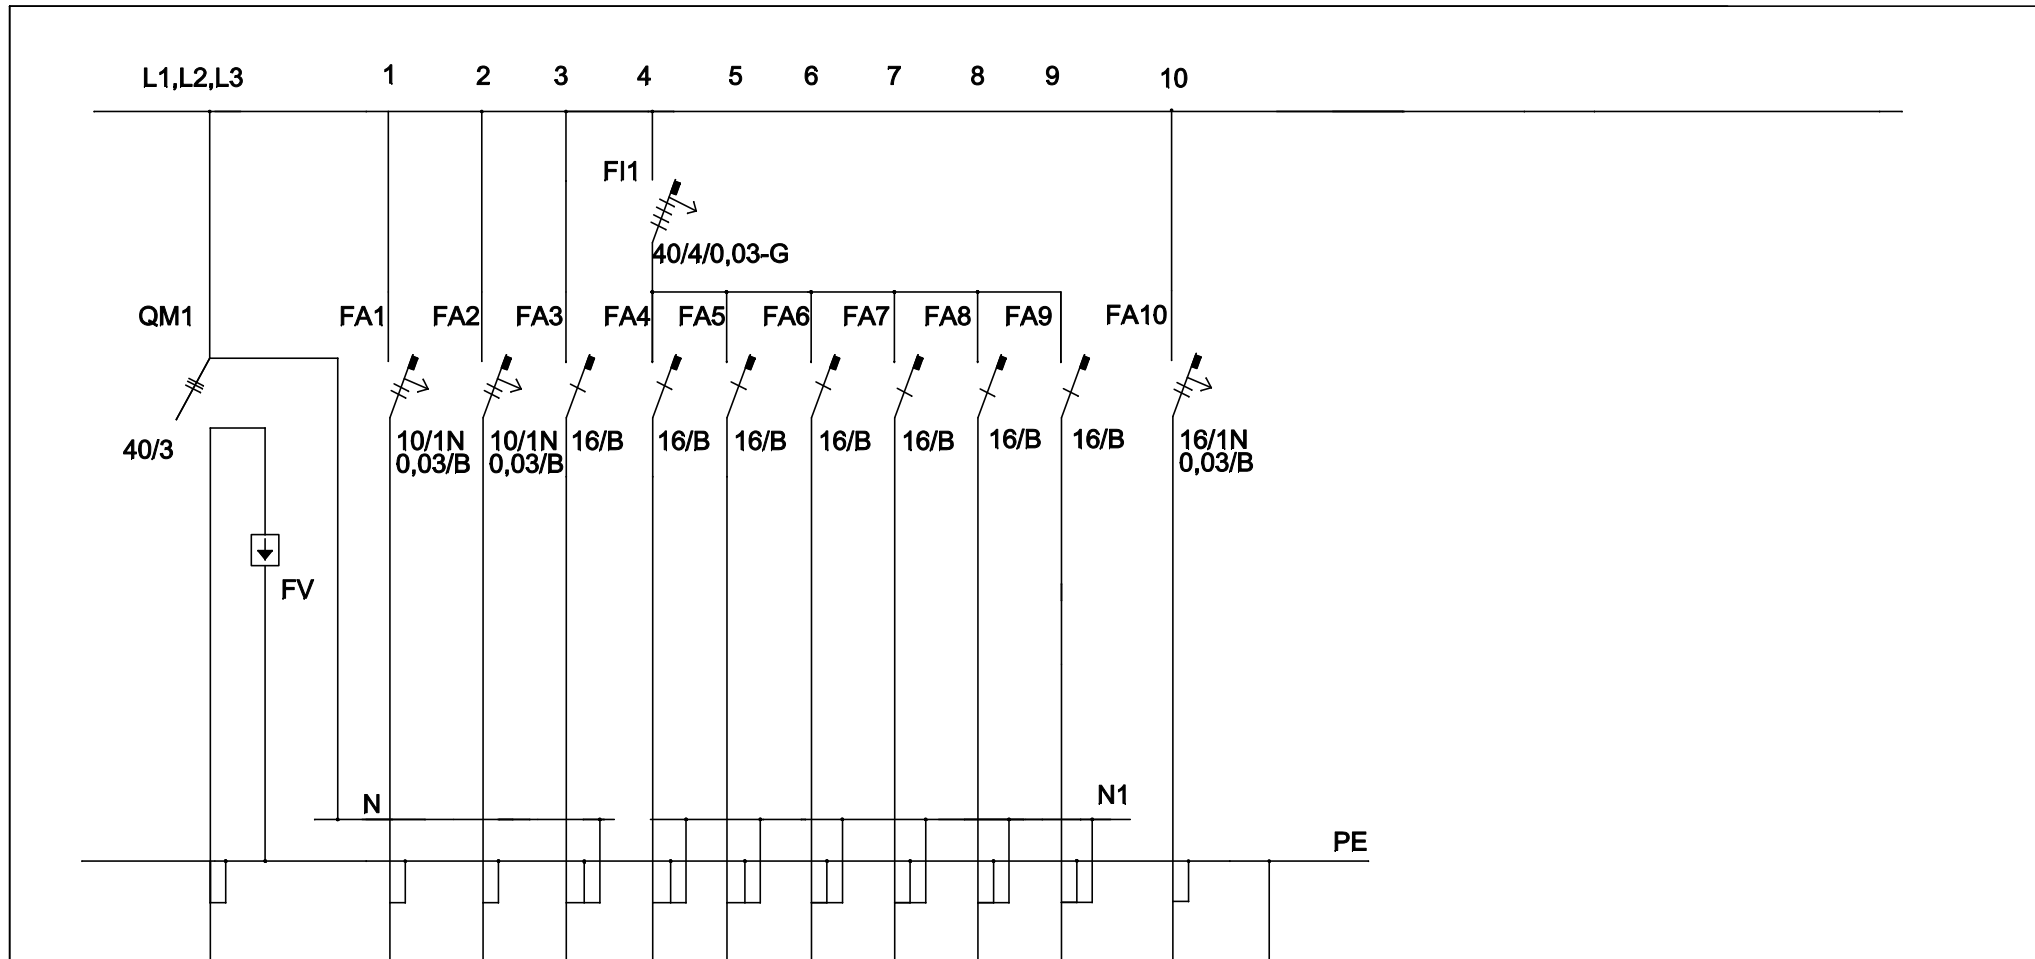 L1,L2,L3 1 2 3 4 5 6 7 8 9 10
FI1
40/4/0,03-G
QM1 FA1 FA2 FA3 FA4 FA5 FA6 FA7 FA8 FA9 FA10
40/3 10/1N 10/1N 16/B 16/B 16/B 16/B 16/B 16/B 16/B 16/1N
0,03/B 0,03/B 0,03/B
FV
N N1
PE